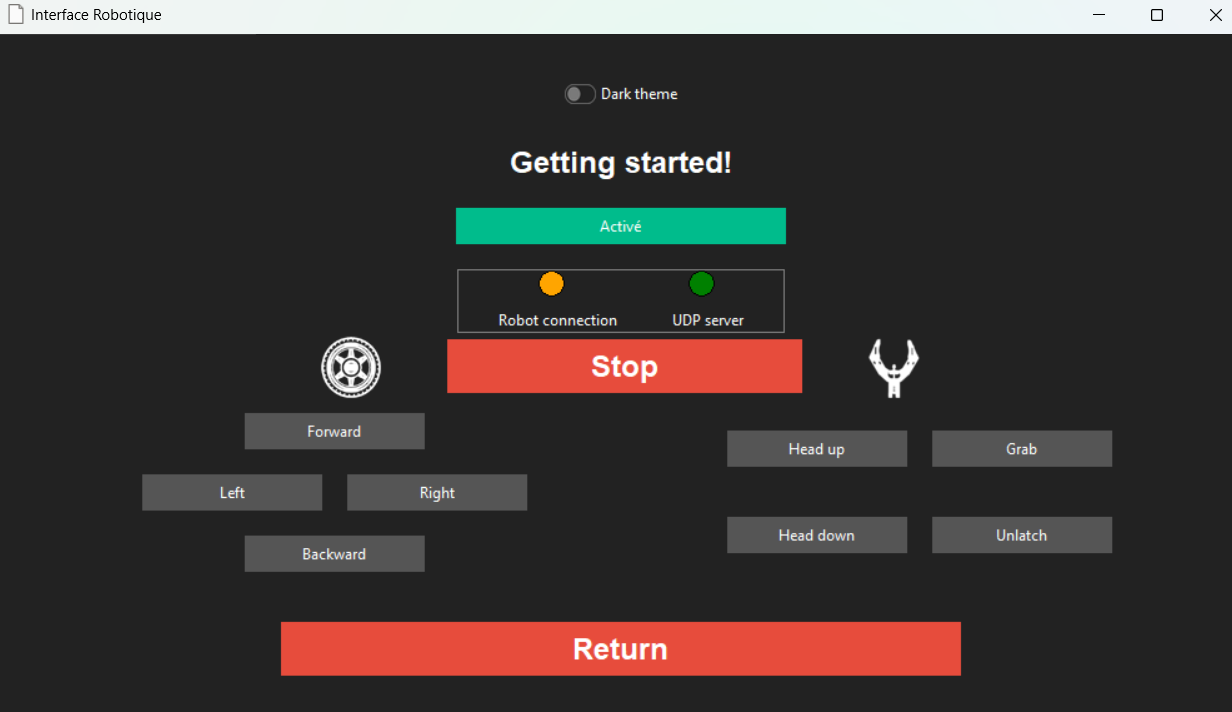 Interface Robotique
Dark theme
Getting started!
Activé
Robot connection UDP server
Stop
Forward
Head up Grab
Left Right
Head down Unlatch
Backward
Return